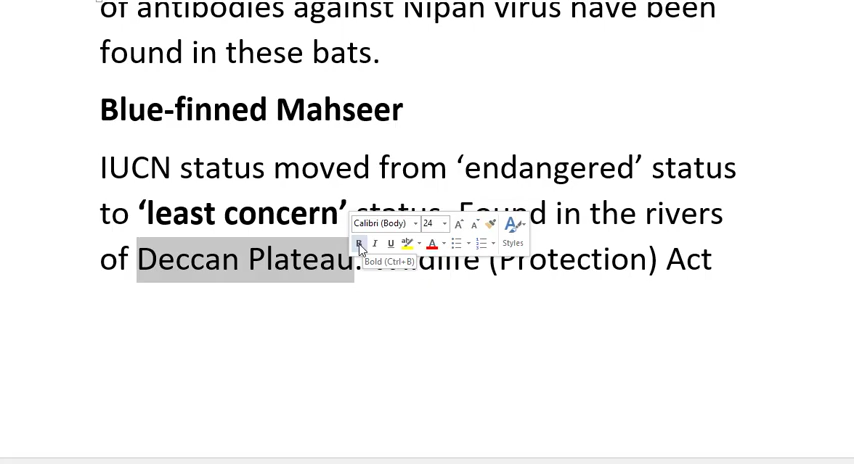 of antibodies against Nipah virus have been
found in these bats.
Blue-finned Mahseer
IUCN status moved from ‘endangered’ status
to ‘least concern’ status. Found in the rivers
Calibri (Body) 24
B I U Styles
Bold (Ctrl+B)
of Deccan Plateau. Wildlife (Protection) Act